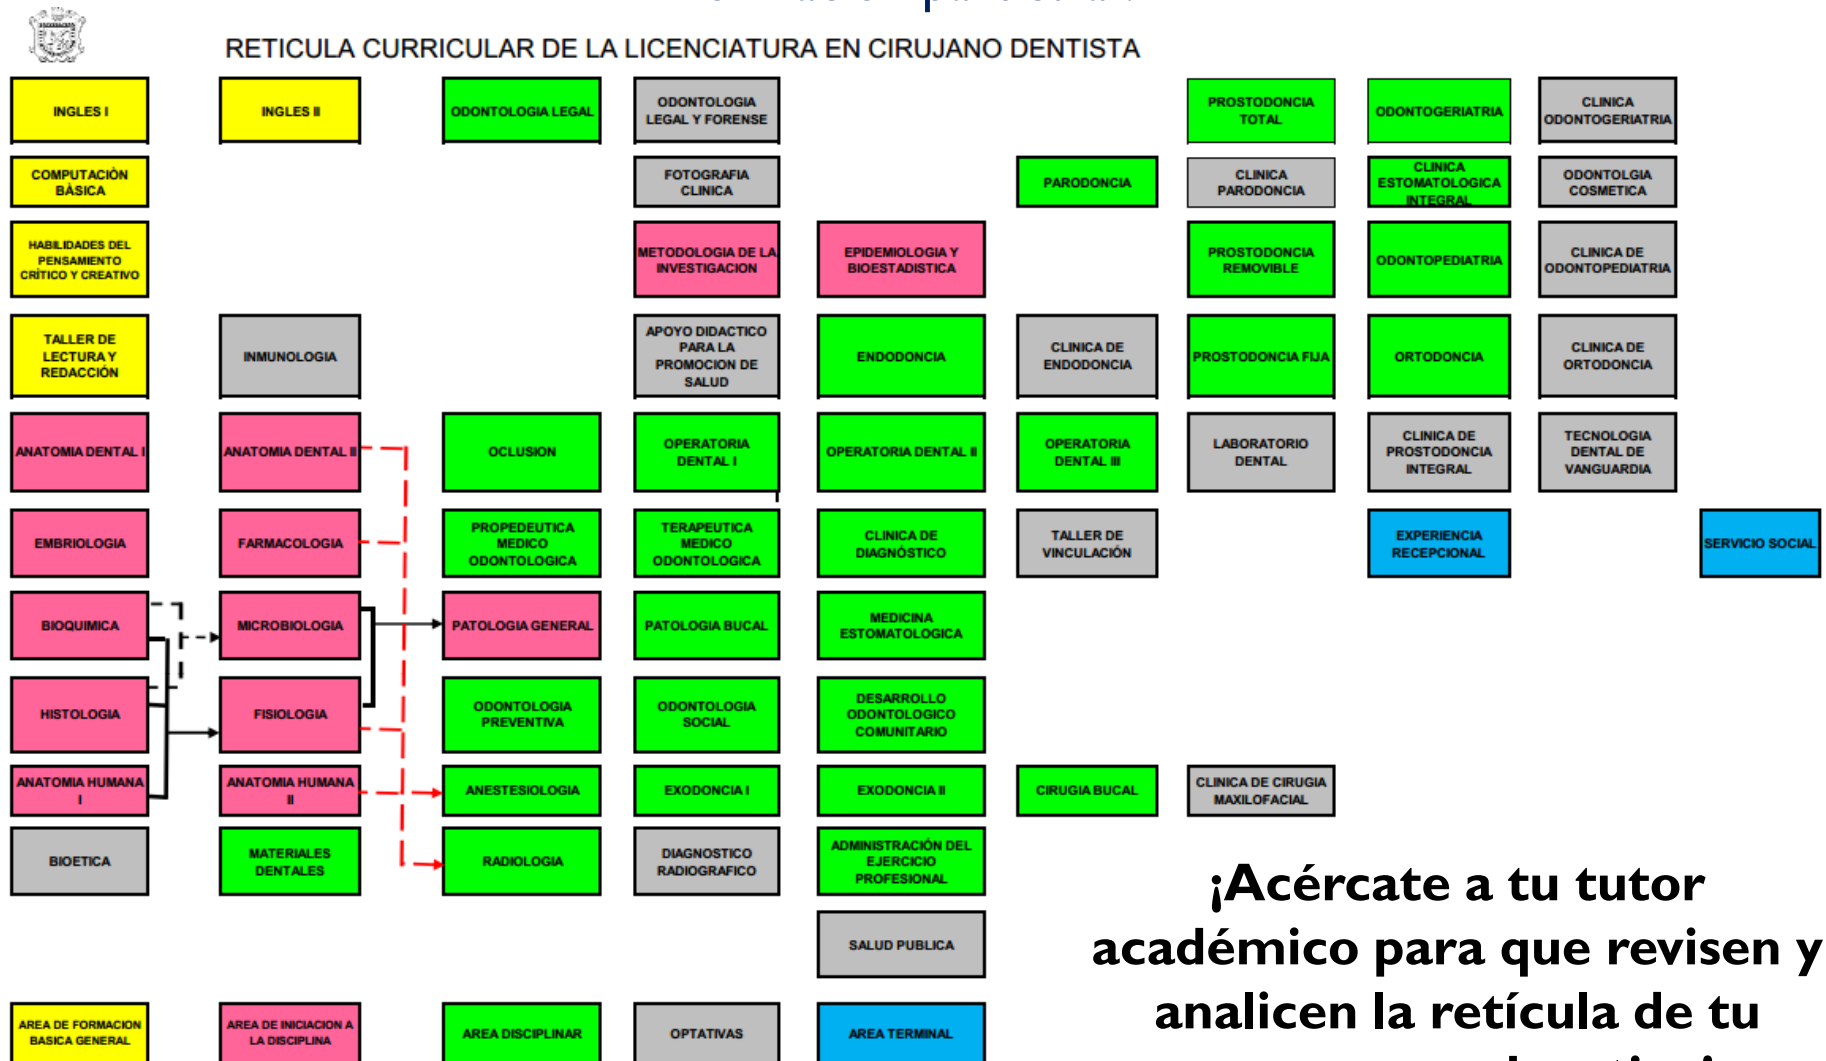 RETICULA CURRICULAR DE LA LICENCIATURA EN CIRUJANO DENTISTA
INGLES I
INGLES II
ODONTOLOGIA LEGAL
ODONTOLOGIA
LEGAL Y FORENSE
PROSTODONCIA
TOTAL
ODONTOGERIATRIA
CLINICA
ODONTOGERIATRIA
COMPUTACIÒN
BÀSICA
FOTOGRAFIA
CLINICA
PARODONCIA
CLINICA
PARODONCIA
CLINICA
ESTOMATOLOGICA
INTEGRAL
ODONTOLGIA
COSMETICA
HABILIDADES DEL
PENSAMIENTO
CRÌTICO Y CREATIVO
METODOLOGIA DE LA
INVESTIGACION
EPIDEMIOLOGIA Y
BIOESTADISTICA
PROSTODONCIA
REMOVIBLE
ODONTOPEDIATRIA
CLINICA DE
ODONTOPEDIATRIA
TALLER DE
LECTURA Y
REDACCIÓN
INMUNOLOGIA
APOYO DIDACTICO
PARA LA
PROMOCION DE
SALUD
ENDODONCIA
CLINICA DE
ENDODONCIA
PROSTODONCIA FIJA
ORTODONCIA
CLINICA DE
ORTODONCIA
ANATOMIA DENTAL I
ANATOMIA DENTAL II
OCLUSION
OPERATORIA
DENTAL I
OPERATORIA DENTAL II
OPERATORIA
DENTAL III
LABORATORIO
DENTAL
CLINICA DE
PROSTODONCIA
INTEGRAL
TECNOLOGIA
DENTAL DE
VANGUARDIA
EMBRIOLOGIA
FARMACOLOGIA
PROPEDEUTICA
MEDICO
ODONTOLOGICA
TERAPEUTICA
MEDICO
ODONTOLOGICA
CLINICA DE
DIAGNÓSTICO
TALLER DE
VINCULACIÓN
EXPERIENCIA
RECEPCIONAL
SERVICIO SOCIAL
BIOQUIMICA
MICROBIOLOGIA
PATOLOGIA GENERAL
PATOLOGIA BUCAL
MEDICINA
ESTOMATOLOGICA
HISTOLOGIA
FISIOLOGIA
ODONTOLOGIA
PREVENTIVA
ODONTOLOGIA
SOCIAL
DESARROLLO
ODONTOLOGICO
COMUNITARIO
ANATOMIA HUMANA
I
ANATOMIA HUMANA
II
ANESTESIOLOGIA
EXODONCIA I
EXODONCIA II
CIRUGIA BUCAL
CLINICA DE CIRUGIA
MAXILOFACIAL
BIOETICA
MATERIALES
DENTALES
RADIOLOGIA
DIAGNOSTICO
RADIOGRAFICO
ADMINISTRACIÓN DEL
EJERCICIO
PROFESIONAL
SALUD PUBLICA
¡Acércate a tu tutor
académico para que revisen y
analicen la retícula de tu
AREA DE FORMACION
BASICA GENERAL
AREA DE INICIACION A
LA DISCIPLINA
AREA DISCIPLINAR
OPTATIVAS
AREA TERMINAL